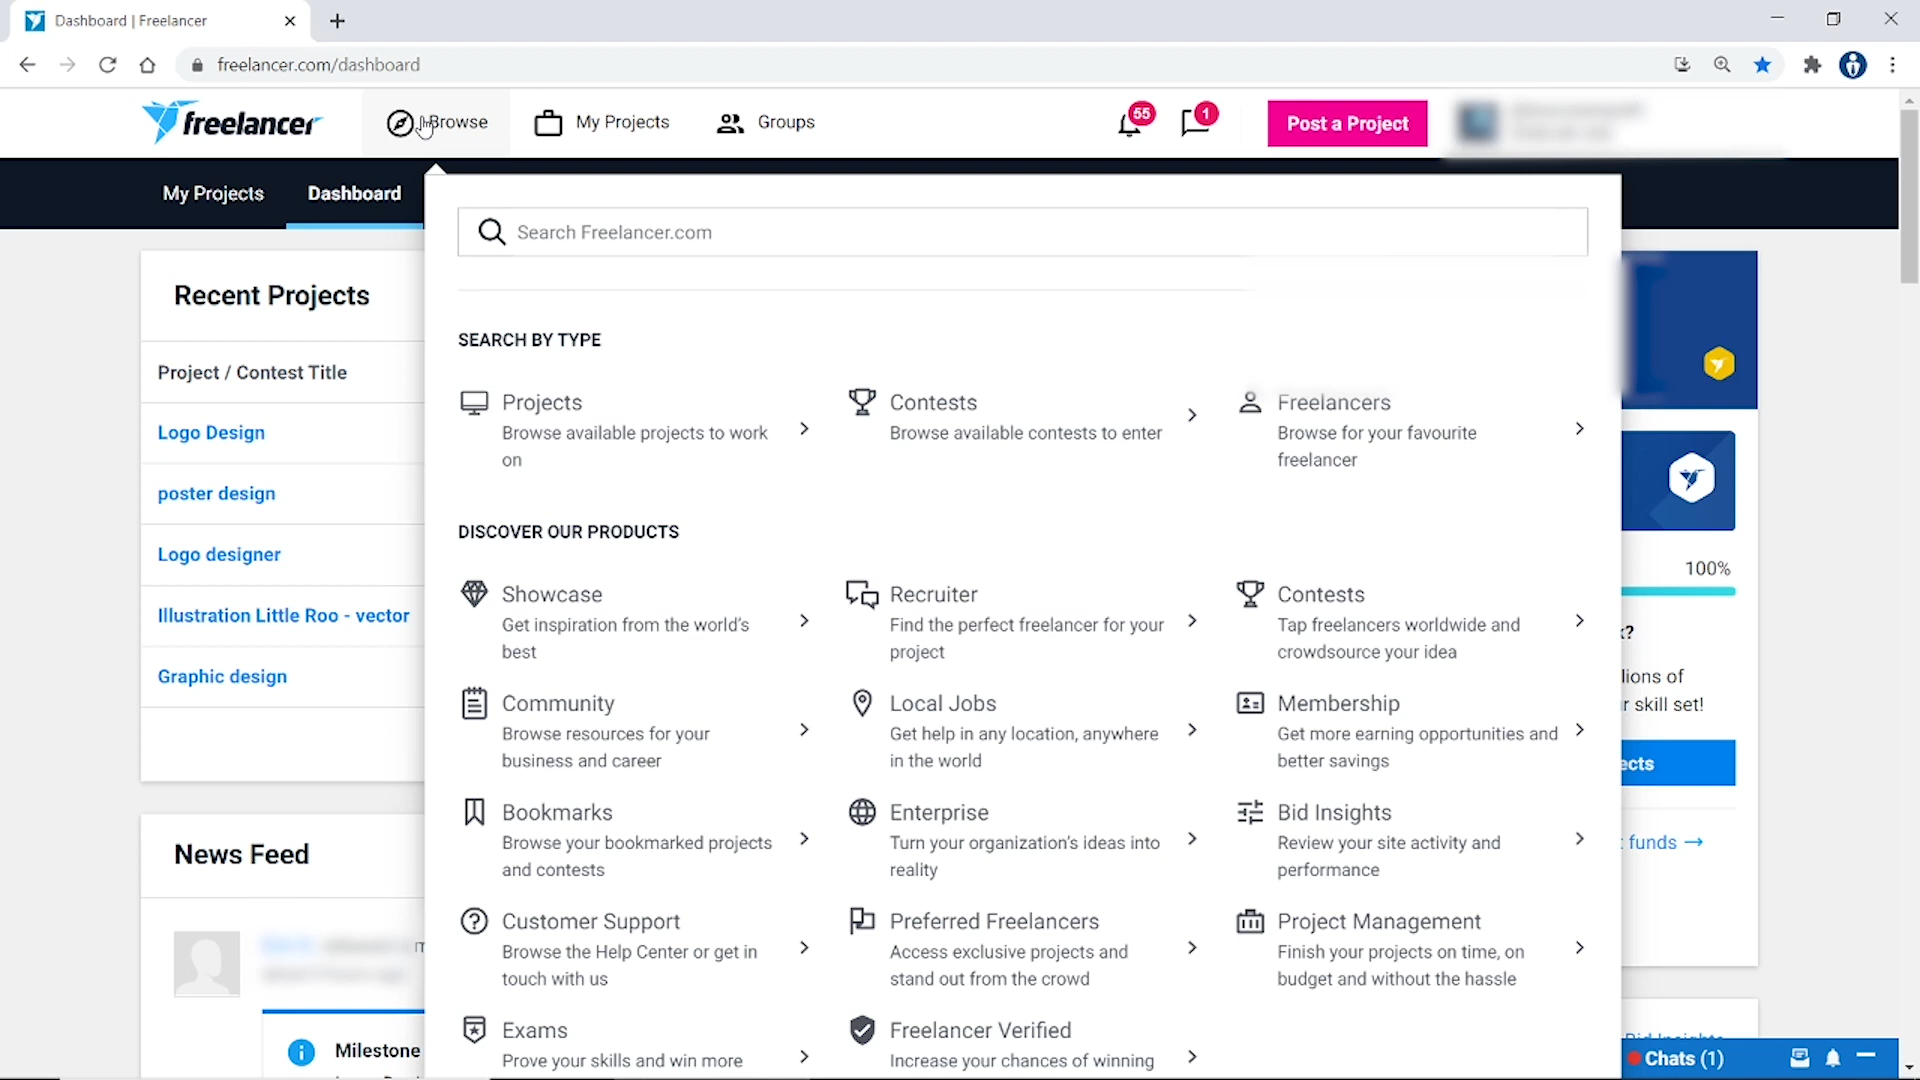 Dashboard | Freelancer
freelancer.com/dashboard
freelancer
Browse
My Projects
Groups
55
1
Post a Project
My Projects
Dashboard
Search Freelancer.com
Recent Projects
Project / Contest Title
Logo Design
poster design
Logo designer
Illustration Little Roo - vector
Graphic design
News Feed
Milestone
SEARCH BY TYPE
Projects
Browse available projects to work
on
Contests
Browse available contests to enter
Freelancers
Browse for your favourite
freelancer
DISCOVER OUR PRODUCTS
Showcase
Get inspiration from the world's
best
Recruiter
Find the perfect freelancer for your
project
Contests
Tap freelancers worldwide and
crowdsource your idea
Community
Browse resources for your
business and career
Local Jobs
Get help in any location, anywhere
in the world
Membership
Get more earning opportunities and
better savings
Bookmarks
Browse your bookmarked projects
and contests
Enterprise
Turn your organization's ideas into
reality
Bid Insights
Review your site activity and
performance
Customer Support
Browse the Help Center or get in
touch with us
Preferred Freelancers
Access exclusive projects and
stand out from the crowd
Project Management
Finish your projects on time, on
budget and without the hassle
Exams
Prove your skills and win more
Freelancer Verified
Increase your chances of winning
100%
?
lions of
r skill set!
ects
funds →
Bid Insights
Chats (1)